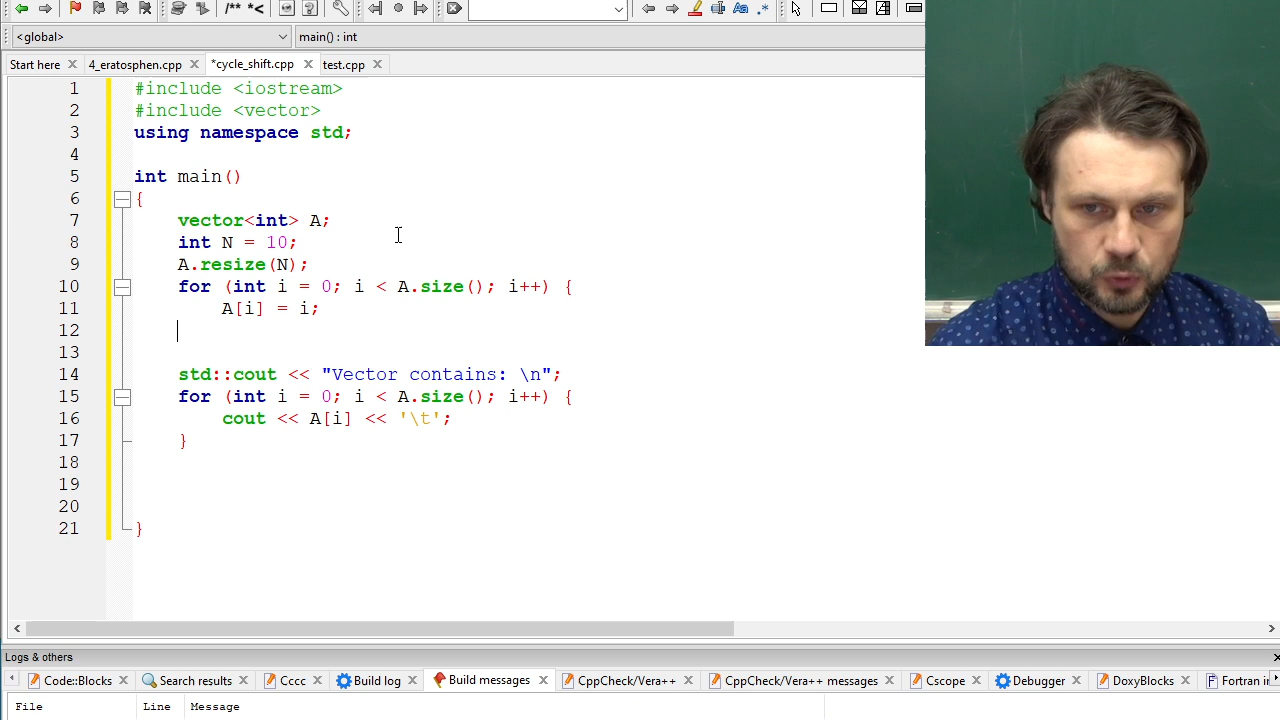 /** *<
<global> main() : int
Start here 4_eratosphen.cpp *cycle_shift.cpp test.cpp
1 #include <iostream>
2 #include <vector>
3 using namespace std;
4
5 int main()
6 {
7 vector<int> A;
8 int N = 10;
9 A.resize(N);
10 for (int i = 0; i < A.size(); i++) {
11 A[i] = i;
12
13
14 std::cout << "Vector contains: \n";
15 for (int i = 0; i < A.size(); i++) {
16 cout << A[i] << '\t';
17 }
18
19
20
21 }
Logs & others
Code::Blocks Search results Cccc Build log Build messages CppCheck/Vera++ CppCheck/Vera++ messages Cscope Debugger DoxyBlocks Fortran in
File Line Message